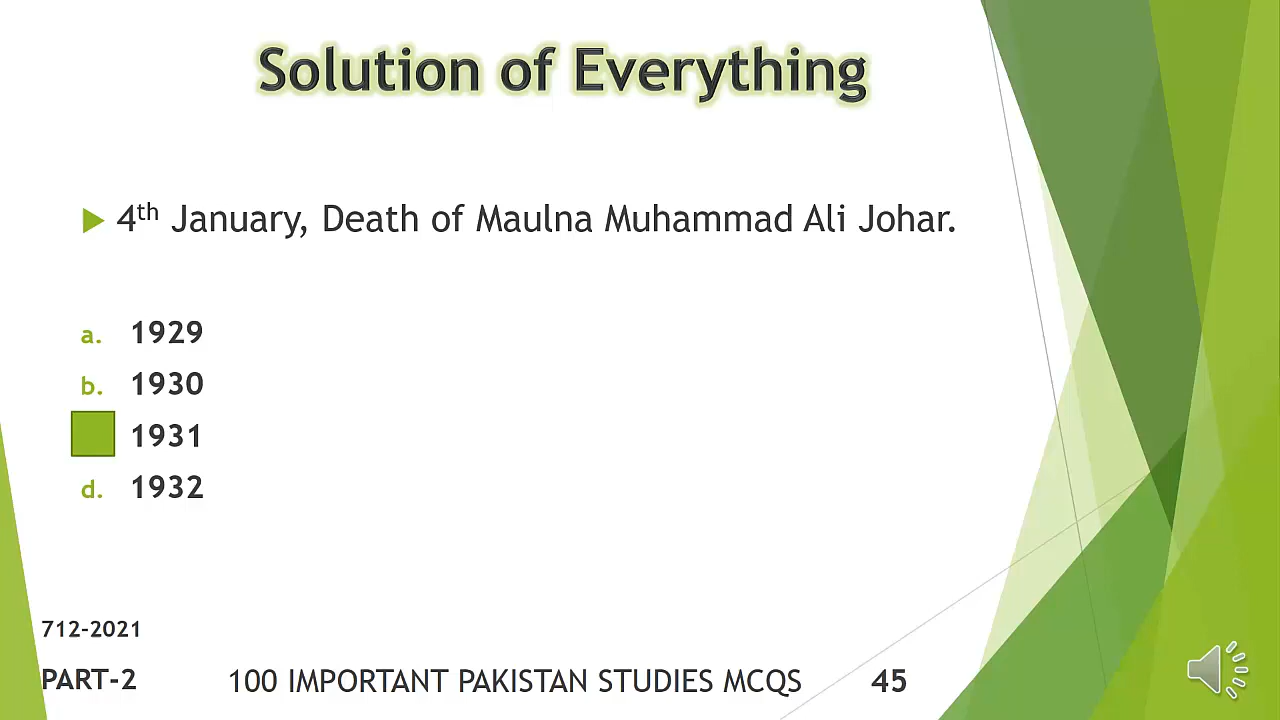 Solution of Everything
4th January, Death of Maulna Muhammad Ali Johar.
a. 1929
b. 1930
1931
d. 1932
712-2021
PART-2 100 IMPORTANT PAKISTAN STUDIES MCQS 45